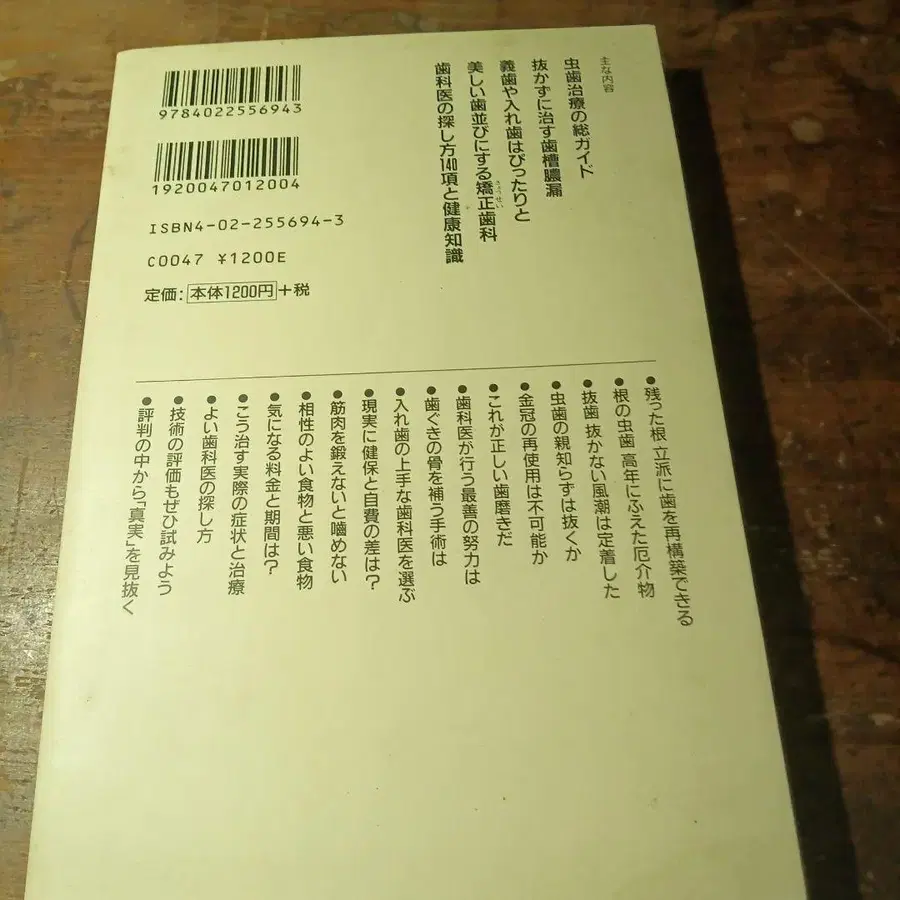 主な内容
虫歯治療の総ガイド
抜かずに治す歯槽膿漏
義歯や入れ歯はぴったりと
美しい歯並びにする矯正歯科
きょうせい
歯科医の探し方140項と健康知識
9784022556943
1920047012004
ISBN4-02-255694-3
C0047 ¥1200E
定価:本体1200円+税
●残った根 立派に歯を再構築できる
●根の虫歯 高年にふえた厄介物
●抜歯 抜かない風潮は定着した
●虫歯の親知らずは抜くか
●金冠の再使用は不可能か
●これが正しい歯磨きだ
●歯科医が行う最善の努力は
●歯ぐきの骨を補う手術は
●入れ歯の上手な歯科医を選ぶ
●現実に健保と自費の差は?
●筋肉を鍛えないと嚙めない
●相性のよい食物と悪い食物
●気になる料金と期間は?
●こう治す実際の症状と治療
●よい歯科医の探し方
●技術の評価もぜひ試みよう
●評判の中から「真実」を見抜く